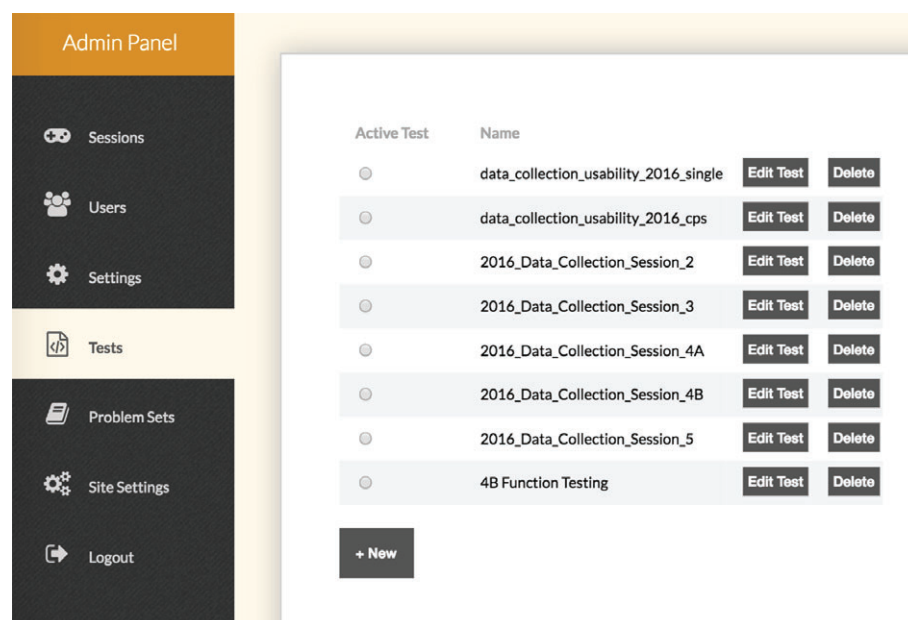 Admin Panel
Sessions
Users
Settings
Tests
Problem Sets
Site Settings
Logout
Active Test Name
data_collection_usability_2016_single Edit Test Delete
data_collection_usability_2016_cps Edit Test Delete
2016_Data_Collection_Session_2 Edit Test Delete
2016_Data_Collection_Session_3 Edit Test Delete
2016_Data_Collection_Session_4A Edit Test Delete
2016_Data_Collection_Session_4B Edit Test Delete
2016_Data_Collection_Session_5 Edit Test Delete
4B Function Testing Edit Test Delete
+ New